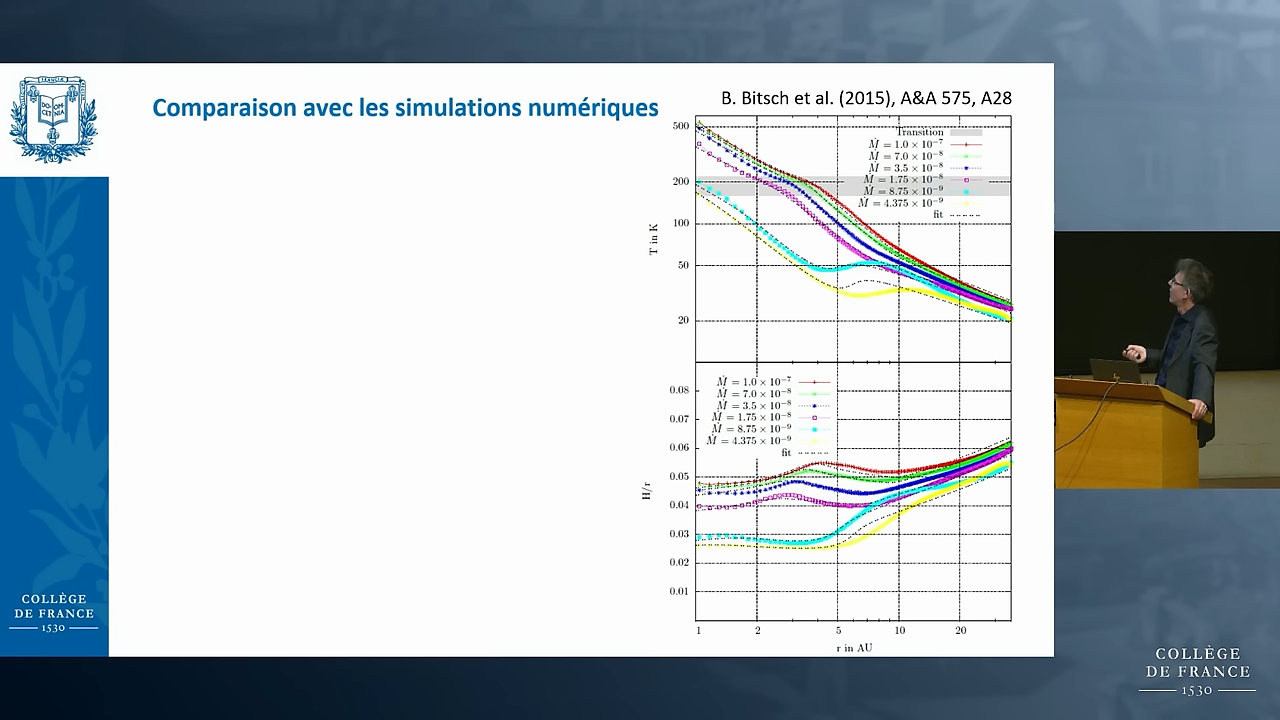 Comparaison avec les simulations numériques
B. Bitsch et al. (2015), A&A 575, A28
500
200
100
50
20
T in K
Transition
Ṁ = 1.0 × 10⁻⁷
Ṁ = 7.0 × 10⁻⁸
Ṁ = 3.5 × 10⁻⁸
Ṁ = 1.75 × 10⁻⁸
Ṁ = 8.75 × 10⁻⁹
Ṁ = 4.375 × 10⁻⁹
fit
0.08
0.07
0.06
0.05
0.04
0.03
0.02
0.01
H/r
Ṁ = 1.0 × 10⁻⁷
Ṁ = 7.0 × 10⁻⁸
Ṁ = 3.5 × 10⁻⁸
Ṁ = 1.75 × 10⁻⁸
Ṁ = 8.75 × 10⁻⁹
Ṁ = 4.375 × 10⁻⁹
fit
1 2 5 10 20
r in AU
COLLÈGE
DE FRANCE
1530
COLLÈGE
DE FRANCE
1530